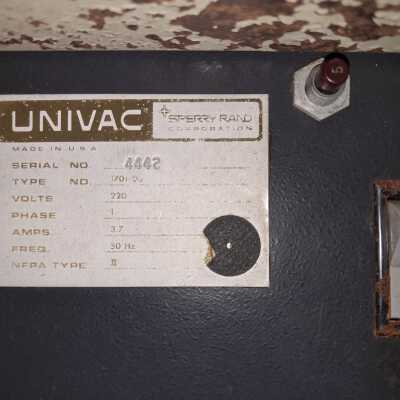 UNIVAC
SPERRY RAND
CORPORATION
MADE IN U.S.A
SERIAL NO. 4442
TYPE NO.
VOLTS 220
PHASE 1
AMPS. 3.7
FREQ. 50 Hz
NFPA TYPE II
5